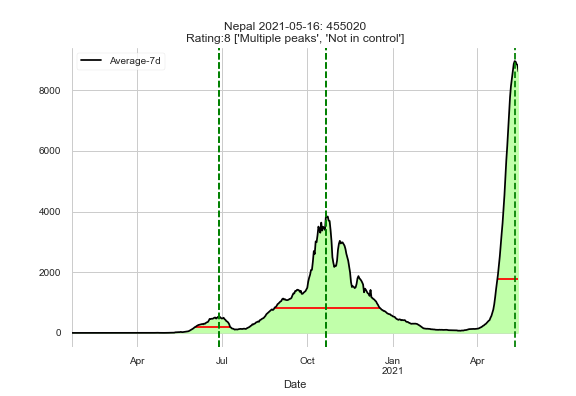 Nepal 2021-05-16: 455020
Rating:8 ['Multiple peaks', 'Not in control']
Average-7d
8000
6000
4000
2000
0
Apr
Jul
Oct
Jan
2021
Apr
Date